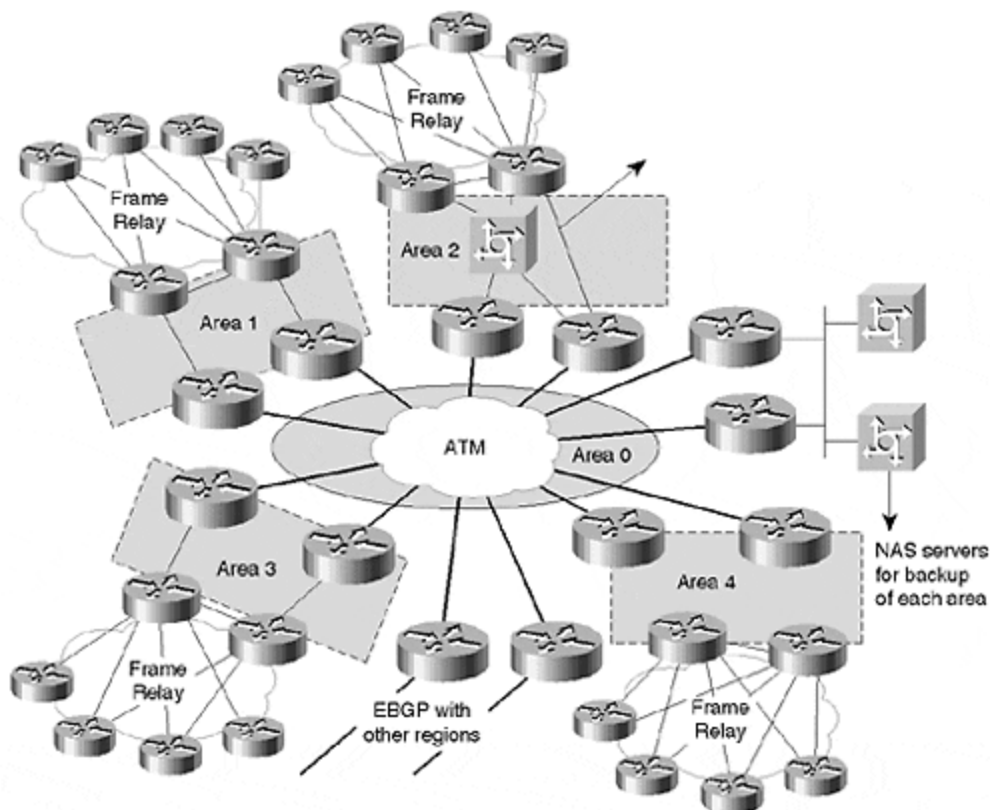 Frame
Relay
Frame
Relay
Area 2
Area 1
ATM
Area 0
Area 3
Area 4
NAS servers
for backup
of each area
Frame
Relay
EBGP with
other regions
Frame
Relay